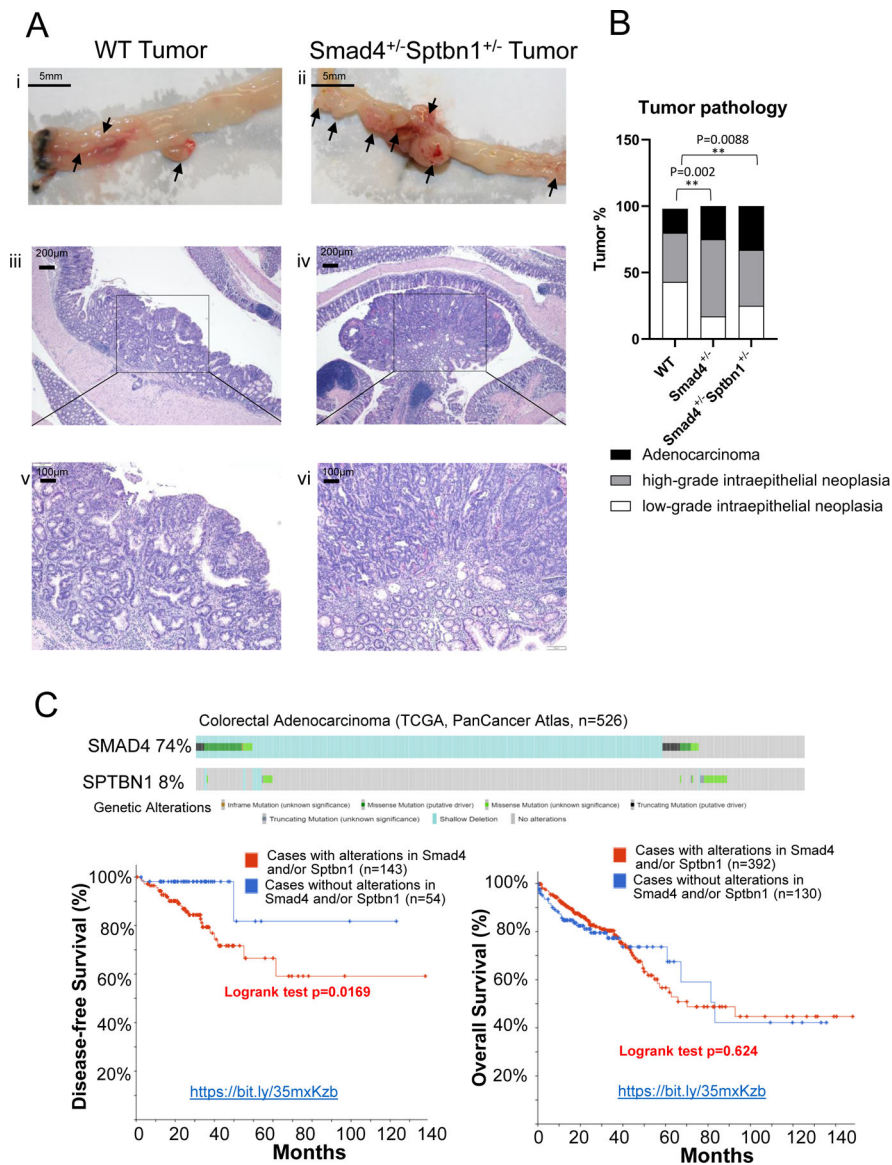 A
WT Tumor
Smad4+/-Sptbn1+/- Tumor
i
5mm
ii
5mm
iii
200µm
iv
200µm
v
100µm
vi
100µm
B
Tumor pathology
P=0.0088
**
P=0.002
**
150
100
50
0
Tumor %
WT
Smad4+/-
Smad4+/-Sptbn1+/-
Adenocarcinoma
high-grade intraepithelial neoplasia
low-grade intraepithelial neoplasia
C
Colorectal Adenocarcinoma (TCGA, PanCancer Atlas, n=526)
SMAD4 74%
SPTBN1 8%
Genetic Alterations
Inframe Mutation (unknown significance)
Missense Mutation (putative driver)
Missense Mutation (unknown significance)
Truncating Mutation (putative driver)
Truncating Mutation (unknown significance)
Shallow Deletion
No alterations
Cases with alterations in Smad4
and/or Sptbn1 (n=143)
Cases without alterations in
Smad4 and/or Sptbn1 (n=54)
100%
80%
60%
40%
20%
Disease-free Survival (%)
Logrank test p=0.0169
https://bit.ly/35mxKzb
0 20 40 60 80 100 120 140
Months
Cases with alterations in Smad4
and/or Sptbn1 (n=392)
Cases without alterations in
Smad4 and/or Sptbn1 (n=130)
100%
80%
60%
40%
20%
Overall Survival (%)
Logrank test p=0.624
https://bit.ly/35mxKzb
0 20 40 60 80 100 120 140
Months